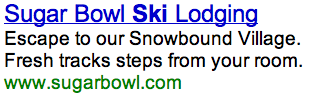 Sugar Bowl Ski Lodging
Escape to our Snowbound Village.
Fresh tracks steps from your room.
www.sugarbowl.com